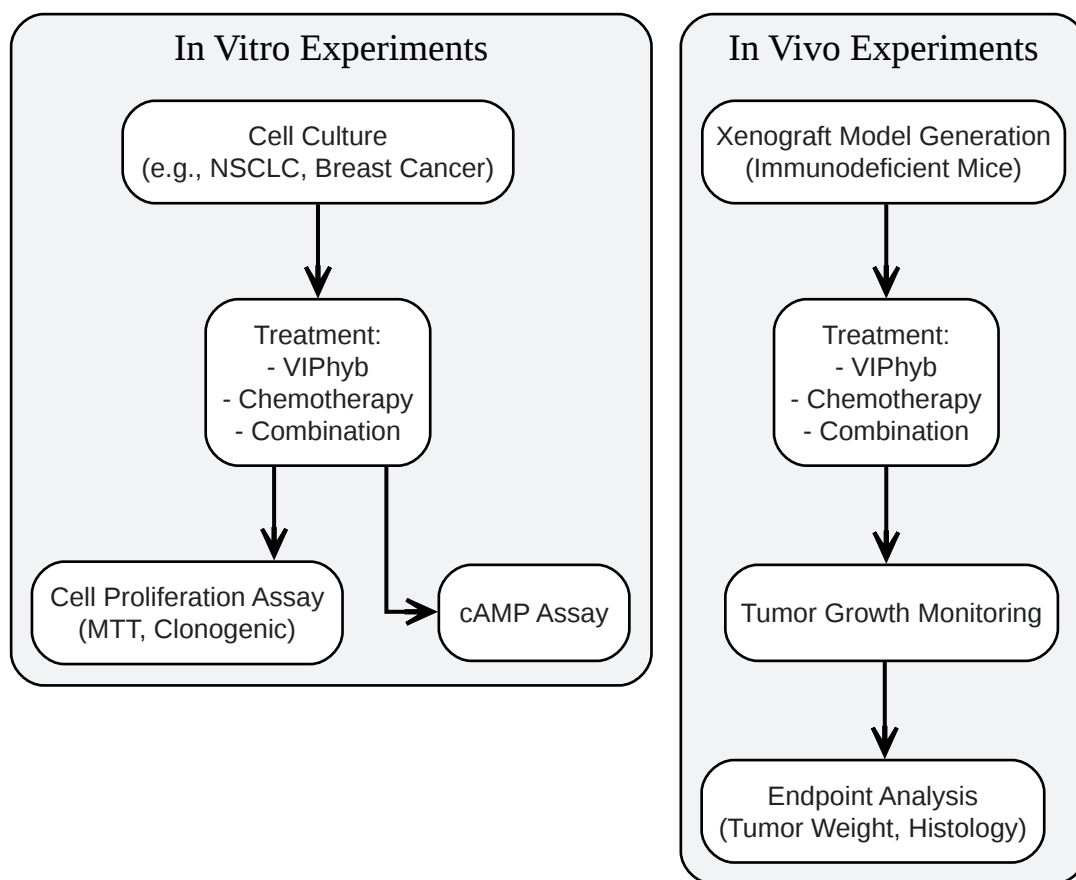 In Vitro Experiments
Cell Culture
(e.g., NSCLC, Breast Cancer)
Treatment:
- VIPhyb
- Chemotherapy
- Combination
Cell Proliferation Assay
(MTT, Clonogenic)
cAMP Assay
In Vivo Experiments
Xenograft Model Generation
(Immunodeficient Mice)
Treatment:
- VIPhyb
- Chemotherapy
- Combination
Tumor Growth Monitoring
Endpoint Analysis
(Tumor Weight, Histology)